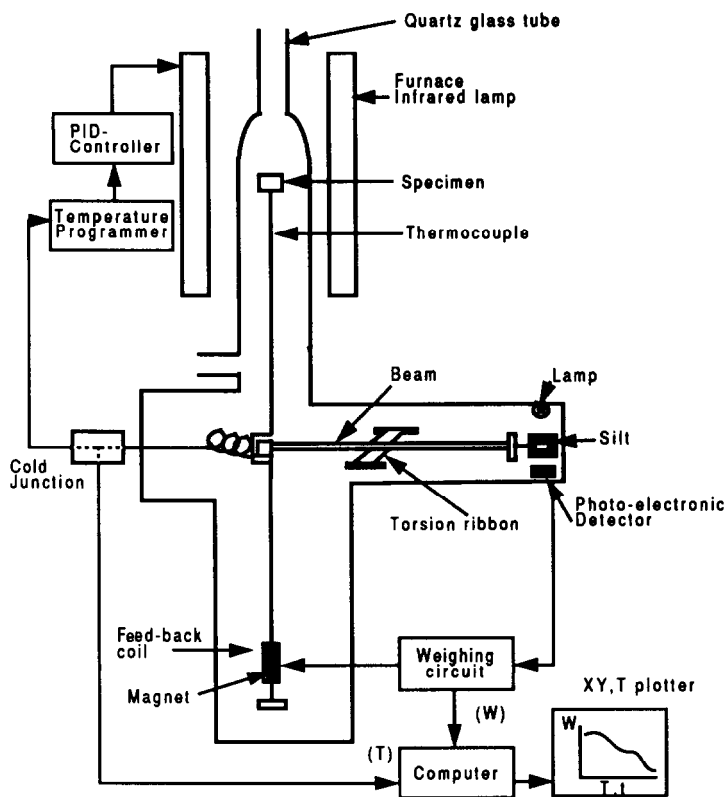 Quartz glass tube
Furnace
Infrared lamp
PID-
Controller
Specimen
Temperature
Programmer
Thermocouple
Beam
Lamp
Silt
Cold
Junction
Torsion ribbon
Photo-electronic
Detector
Feed-back
coil
Magnet
Weighing
circuit
XY,T plotter
(W)
(T)
Computer
W
T,t